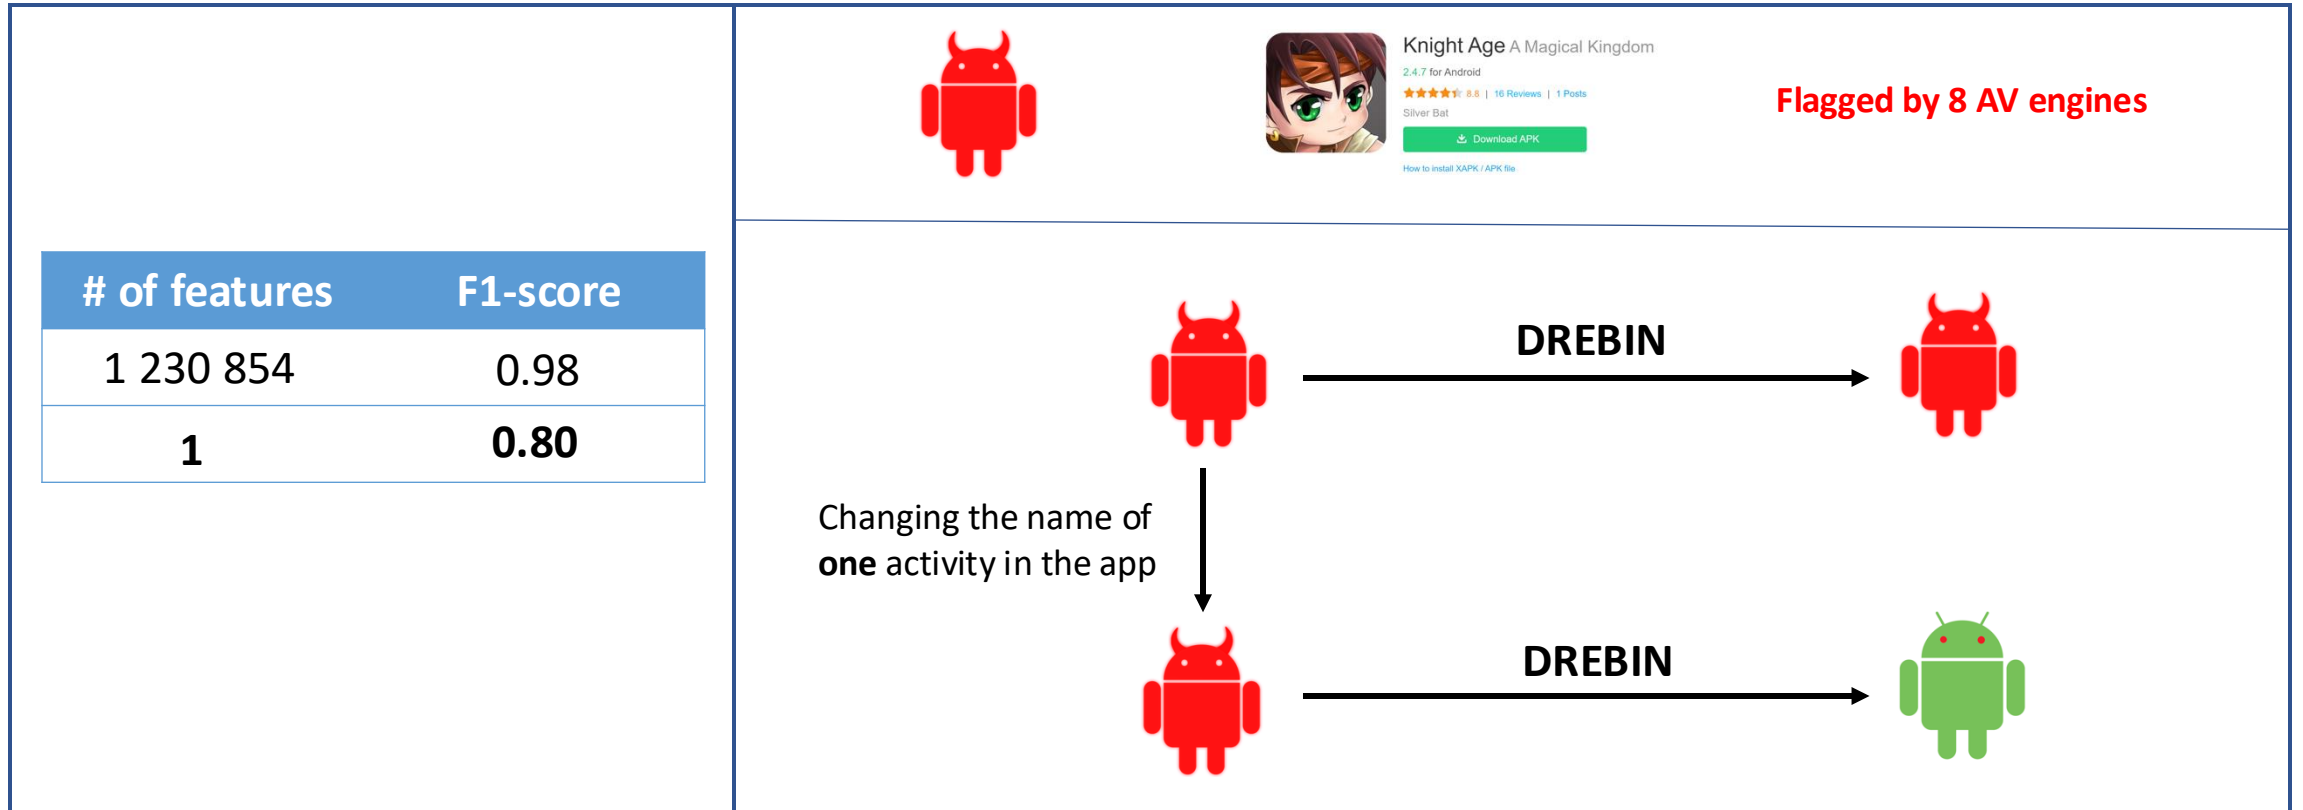 # of features F1-score
1 230 854 0.98
1 0.80
Knight Age A Magical Kingdom
2.4.7 for Android
8.8 | 16 Reviews | 1 Posts
Silver Bat
Download APK
How to install XAPK / APK file
Flagged by 8 AV engines
DREBIN
Changing the name of
one activity in the app
DREBIN